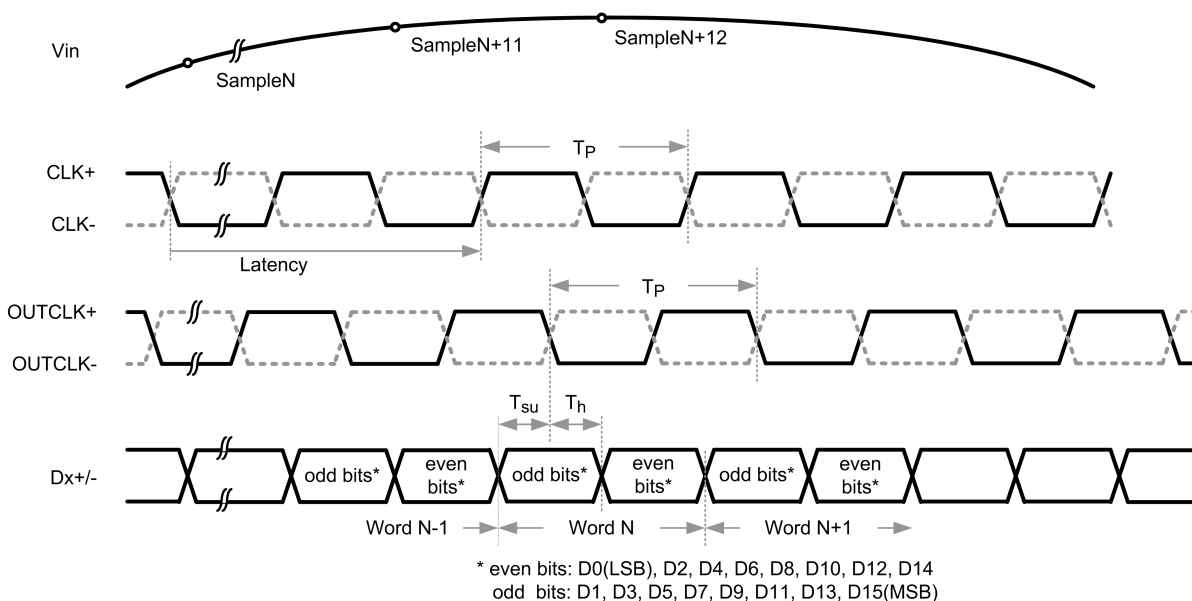 Vin
SampleN
SampleN+11
SampleN+12
TP
CLK+
CLK-
Latency
TP
OUTCLK+
OUTCLK-
Tsu
Th
Dx+/-
odd bits*
even
bits*
odd bits*
even
bits*
odd bits*
even
bits*
Word N-1
Word N
Word N+1
* even bits: D0(LSB), D2, D4, D6, D8, D10, D12, D14
odd bits: D1, D3, D5, D7, D9, D11, D13, D15(MSB)